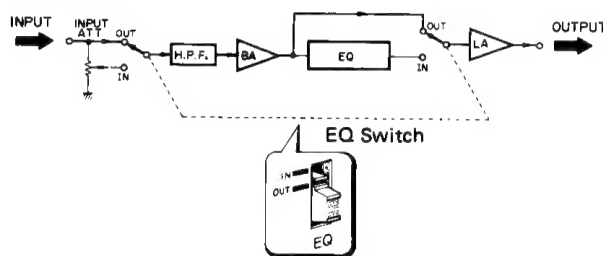 INPUT
INPUT
ATT
OUT
IN
H.P.F.
BA
EQ
OUT
IN
LA
OUTPUT
EQ Switch
IN
OUT
EQ